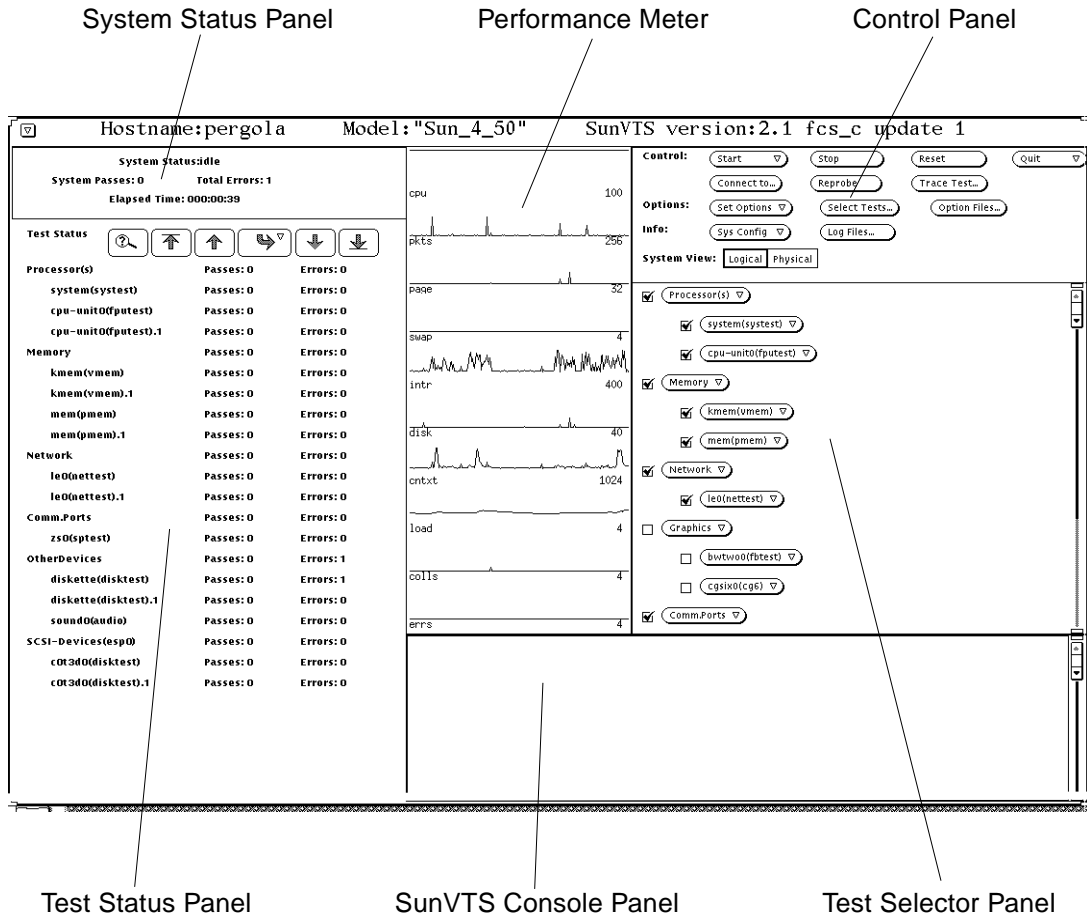 System Status Panel
Performance Meter
Control Panel
Hostname:pergola Model:"Sun_4_50" SunVTS version:2.1 fcs_c update 1
System Status:idle
System Passes: 0 Total Errors: 1
Elapsed Time: 000:00:39
Test Status
Processor(s) Passes: 0 Errors: 0
system(systest) Passes: 0 Errors: 0
cpu-unit0(fputest) Passes: 0 Errors: 0
cpu-unit0(fputest).1 Passes: 0 Errors: 0
Memory Passes: 0 Errors: 0
kmem(vmem) Passes: 0 Errors: 0
kmem(vmem).1 Passes: 0 Errors: 0
mem(pmem) Passes: 0 Errors: 0
mem(pmem).1 Passes: 0 Errors: 0
Network Passes: 0 Errors: 0
le0(nettest) Passes: 0 Errors: 0
le0(nettest).1 Passes: 0 Errors: 0
Comm.Ports Passes: 0 Errors: 0
zs0(sptest) Passes: 0 Errors: 0
OtherDevices Passes: 0 Errors: 1
diskette(disktest) Passes: 0 Errors: 1
diskette(disktest).1 Passes: 0 Errors: 0
sound0(audio) Passes: 0 Errors: 0
SCSI-Devices(esp0) Passes: 0 Errors: 0
c0t3d0(disktest) Passes: 0 Errors: 0
c0t3d0(disktest).1 Passes: 0 Errors: 0
cpu 100
pkts 256
page 32
swap 4
intr 400
disk 40
cntxt 1024
load 4
colls 4
errs 4
Control: Start Stop Reset Quit
Connect to... Reprobe Trace Test...
Options: Set Options Select Tests... Option Files...
Info: Sys Config Log Files...
System View: Logical Physical
Processor(s)
system(systest)
cpu-unit0(fputest)
Memory
kmem(vmem)
mem(pmem)
Network
le0(nettest)
Graphics
bwtwo0(fbtest)
cgsix0(cg6)
Comm.Ports
Test Status Panel
SunVTS Console Panel
Test Selector Panel